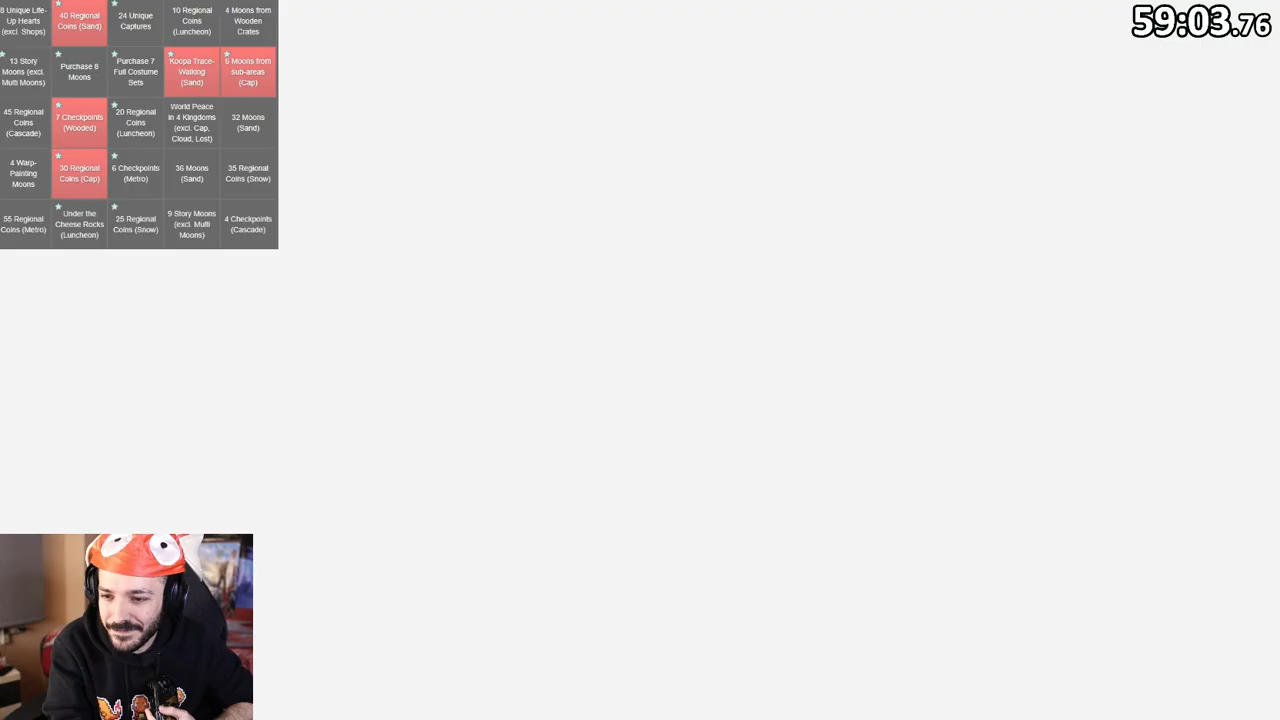 59:03.76
8 Unique Life-
Up Hearts
(excl. Shops)
40 Regional
Coins (Sand)
24 Unique
Captures
10 Regional
Coins
(Luncheon)
4 Moons from
Wooden
Crates
13 Story
Moons (excl.
Multi Moons)
Purchase 8
Moons
Purchase 7
Full Costume
Sets
Koopa Trace-
Walking
(Sand)
6 Moons from
sub-areas
(Cap)
45 Regional
Coins
(Cascade)
7 Checkpoints
(Wooded)
20 Regional
Coins
(Luncheon)
World Peace
in 4 Kingdoms
(excl. Cap,
Cloud, Lost)
32 Moons
(Sand)
4 Warp-
Painting
Moons
30 Regional
Coins (Cap)
6 Checkpoints
(Metro)
36 Moons
(Sand)
35 Regional
Coins (Snow)
55 Regional
Coins (Metro)
Under the
Cheese Rocks
(Luncheon)
25 Regional
Coins (Snow)
9 Story Moons
(excl. Multi
Moons)
4 Checkpoints
(Cascade)